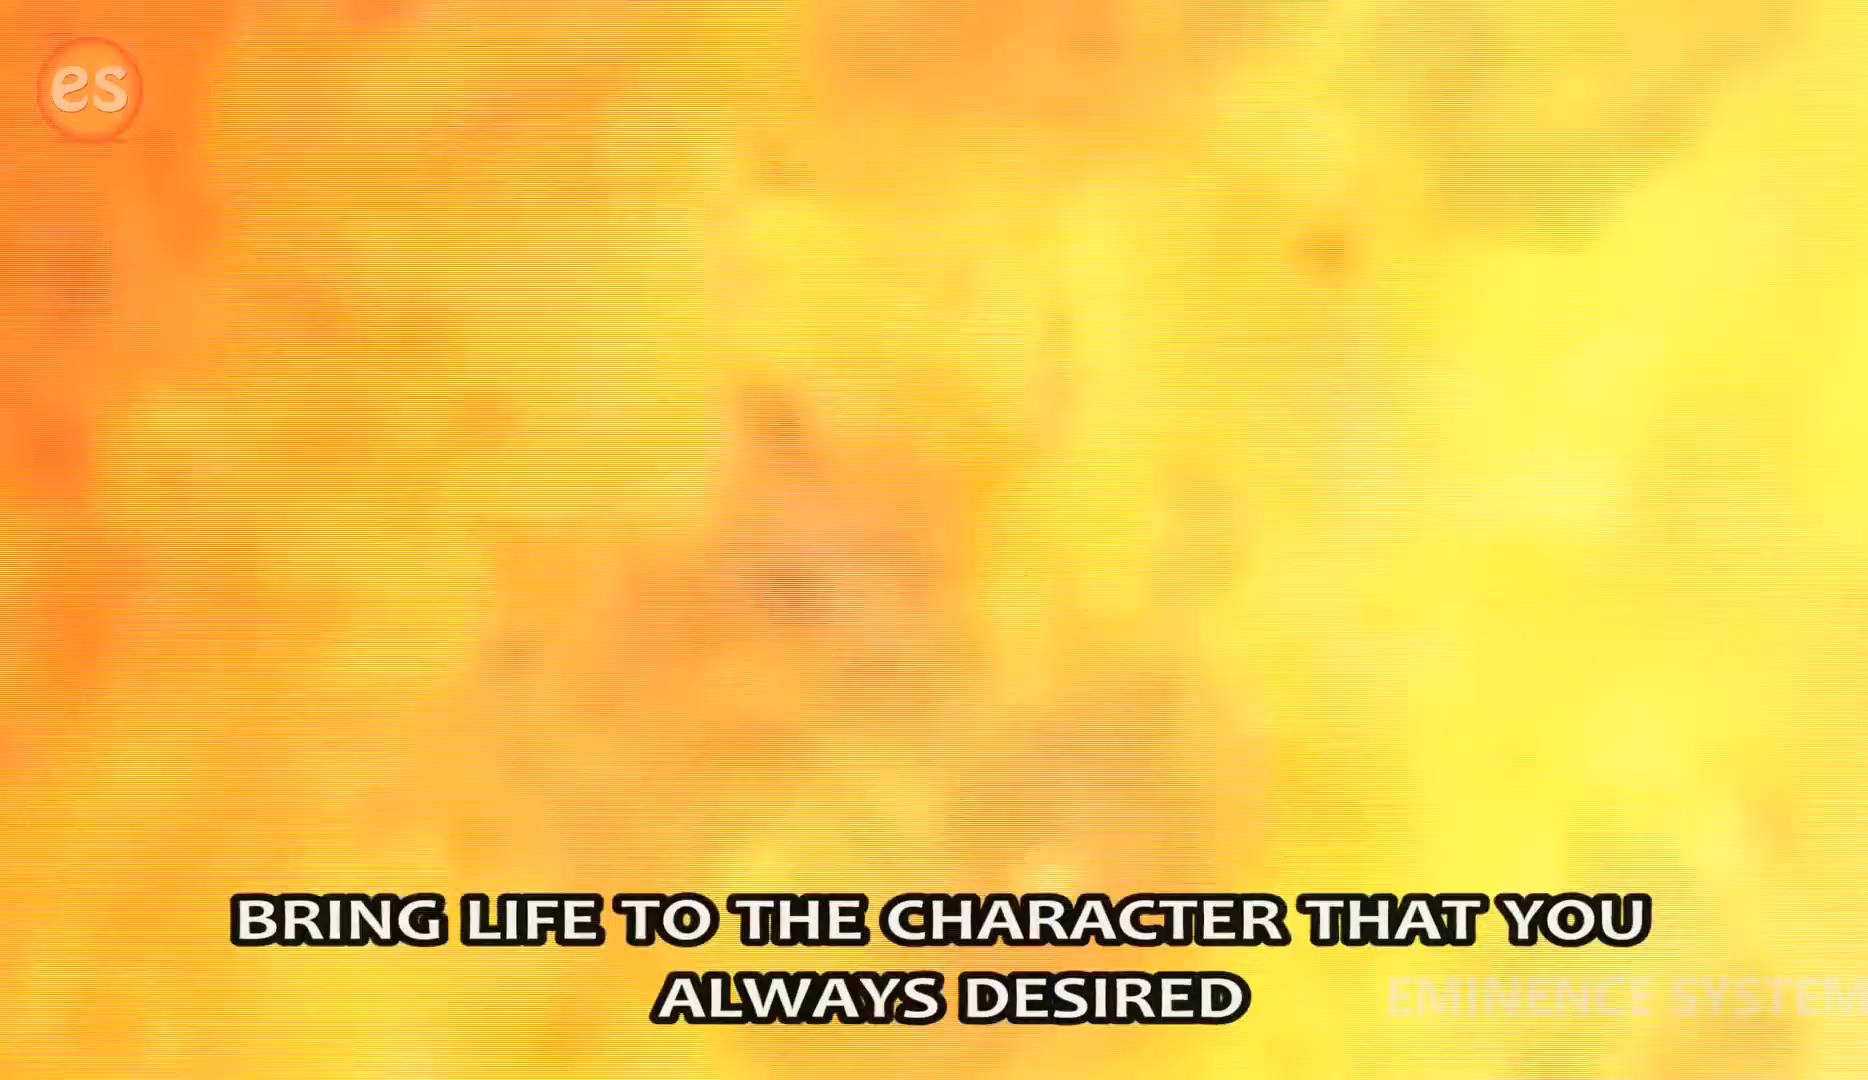 es
BRING LIFE TO THE CHARACTER THAT YOU
ALWAYS DESIRED
EMINENCE SYSTEM